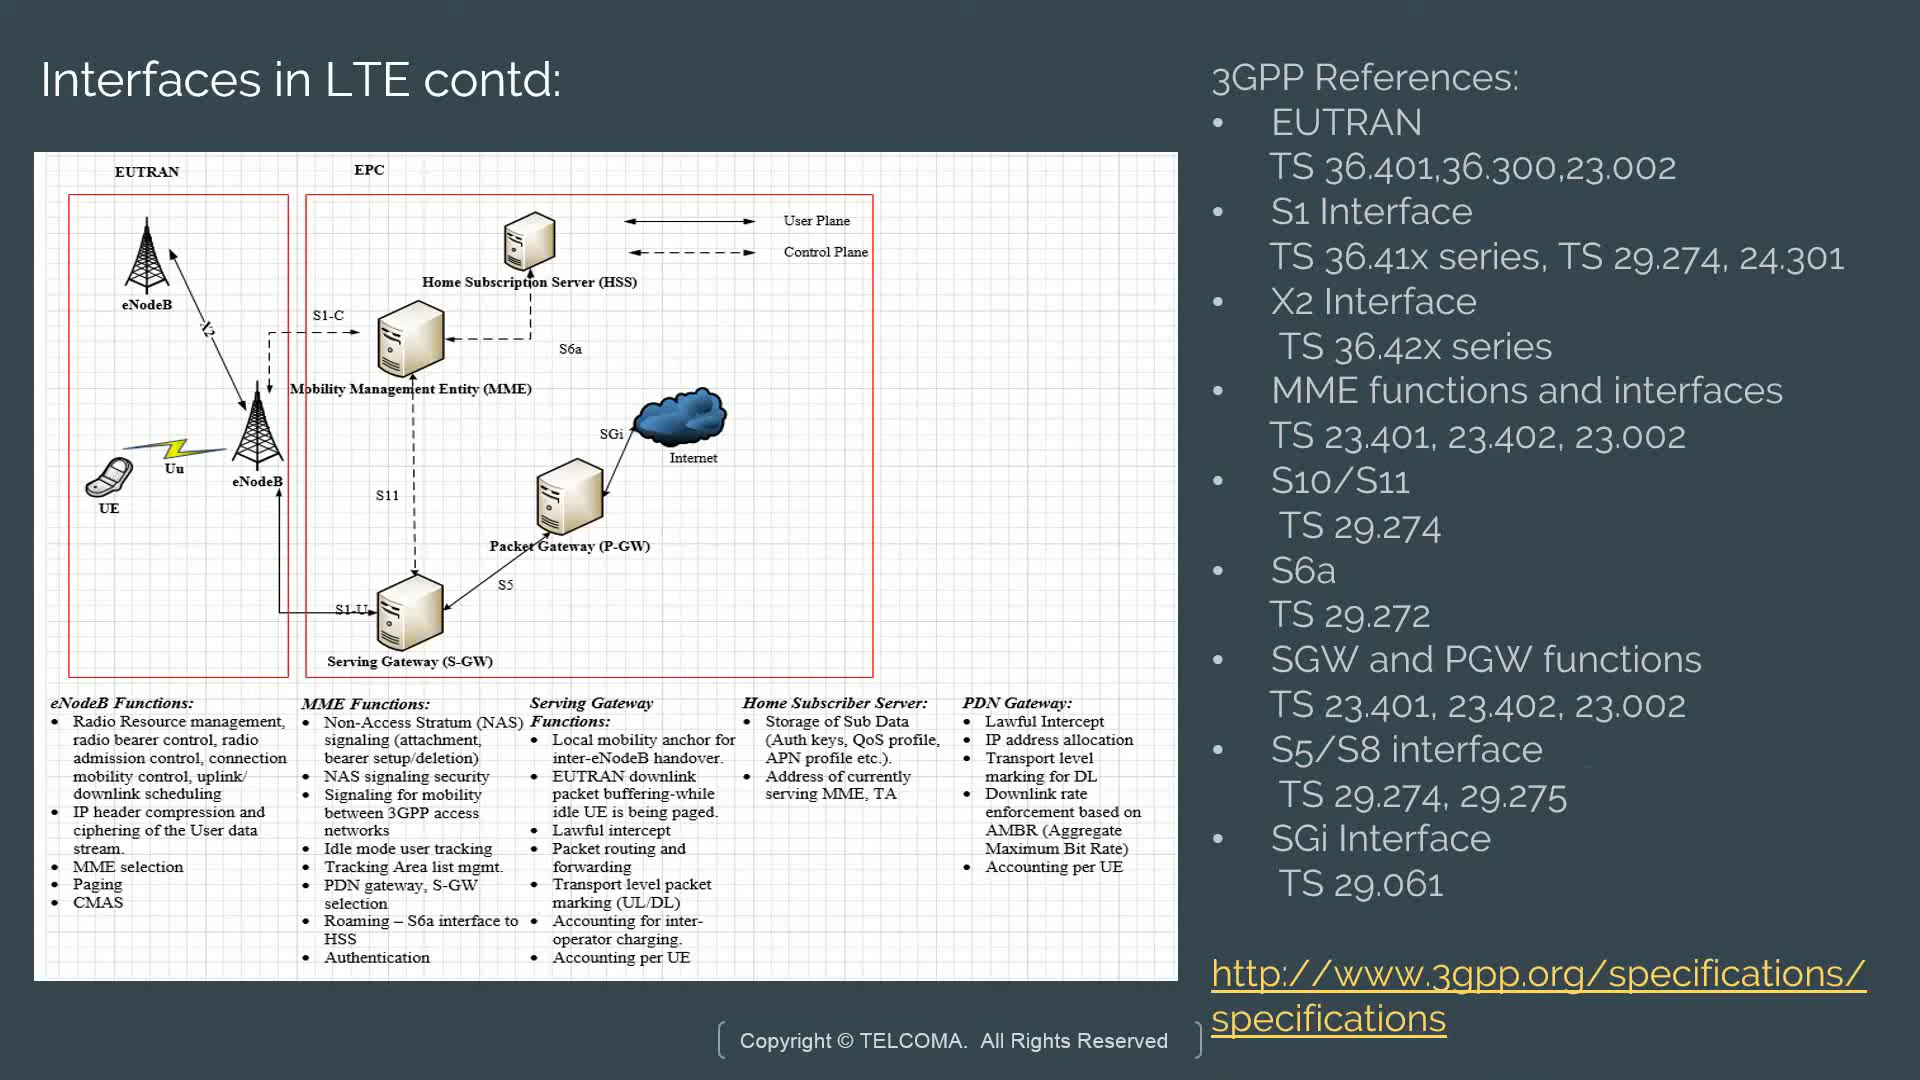 Interfaces in LTE contd:
EUTRAN
EPC
User Plane
Control Plane
eNodeB
X2
S1-C
Home Subscription Server (HSS)
S6a
Mobility Management Entity (MME)
SGi
Internet
Uu
eNodeB
UE
S11
Packet Gateway (P-GW)
S5
S1-U
Serving Gateway (S-GW)
eNodeB Functions:
• Radio Resource management,
radio bearer control, radio
admission control, connection
mobility control, uplink/
downlink scheduling
• IP header compression and
ciphering of the User data
stream.
• MME selection
• Paging
• CMAS
MME Functions:
• Non-Access Stratum (NAS)
signaling (attachment,
bearer setup/deletion)
• NAS signaling security
• Signaling for mobility
between 3GPP access
networks
• Idle mode user tracking
• Tracking Area list mgmt.
• PDN gateway, S-GW
selection
• Roaming – S6a interface to
HSS
• Authentication
Serving Gateway
Functions:
• Local mobility anchor for
inter-eNodeB handover.
• EUTRAN downlink
packet buffering-while
idle UE is being paged.
• Lawful intercept
• Packet routing and
forwarding
• Transport level packet
marking (UL/DL)
• Accounting for inter-
operator charging.
• Accounting per UE
Home Subscriber Server:
• Storage of Sub Data
(Auth keys, QoS profile,
APN profile etc.).
• Address of currently
serving MME, TA
PDN Gateway:
• Lawful Intercept
• IP address allocation
• Transport level
marking for DL
• Downlink rate
enforcement based on
AMBR (Aggregate
Maximum Bit Rate)
• Accounting per UE
3GPP References:
• EUTRAN
TS 36.401,36.300,23.002
• S1 Interface
TS 36.41x series, TS 29.274, 24.301
• X2 Interface
TS 36.42x series
• MME functions and interfaces
TS 23.401, 23.402, 23.002
• S10/S11
TS 29.274
• S6a
TS 29.272
• SGW and PGW functions
TS 23.401, 23.402, 23.002
• S5/S8 interface
TS 29.274, 29.275
• SGi Interface
TS 29.061
http://www.3gpp.org/specifications/
specifications
Copyright © TELCOMA. All Rights Reserved